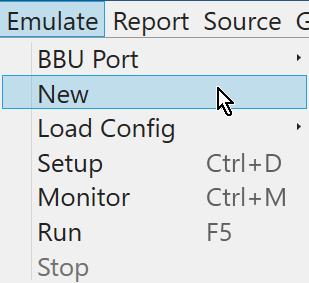 Emulate Report Source
BBU Port
New
Load Config
Setup Ctrl+D
Monitor Ctrl+M
Run F5
Stop